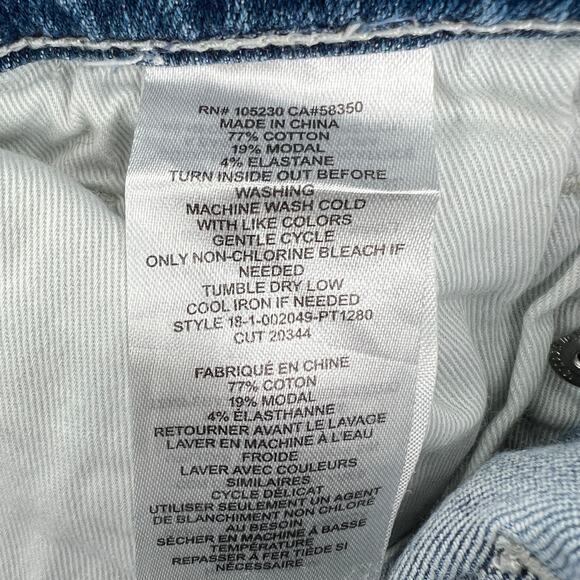 RN# 105230 CA#58350
MADE IN CHINA
77% COTTON
19% MODAL
4% ELASTANE
TURN INSIDE OUT BEFORE
WASHING
MACHINE WASH COLD
WITH LIKE COLORS
GENTLE CYCLE
ONLY NON-CHLORINE BLEACH IF
NEEDED
TUMBLE DRY LOW
COOL IRON IF NEEDED
STYLE 18-1-002049-PT1280
CUT 20344
FABRIQUÉ EN CHINE
77% COTON
19% MODAL
4% ÉLASTHANNE
RETOURNER AVANT LE LAVAGE
LAVER EN MACHINE À L'EAU
FROIDE
LAVER AVEC COULEURS
SIMILAIRES
CYCLE DÉLICAT
UTILISER SEULEMENT UN AGENT
DE BLANCHIMENT NON CHLORÉ
AU BESOIN
SÉCHER EN MACHINE À BASSE
TEMPÉRATURE
REPASSER À FER TIÈDE SI
NÉCESSAIRE